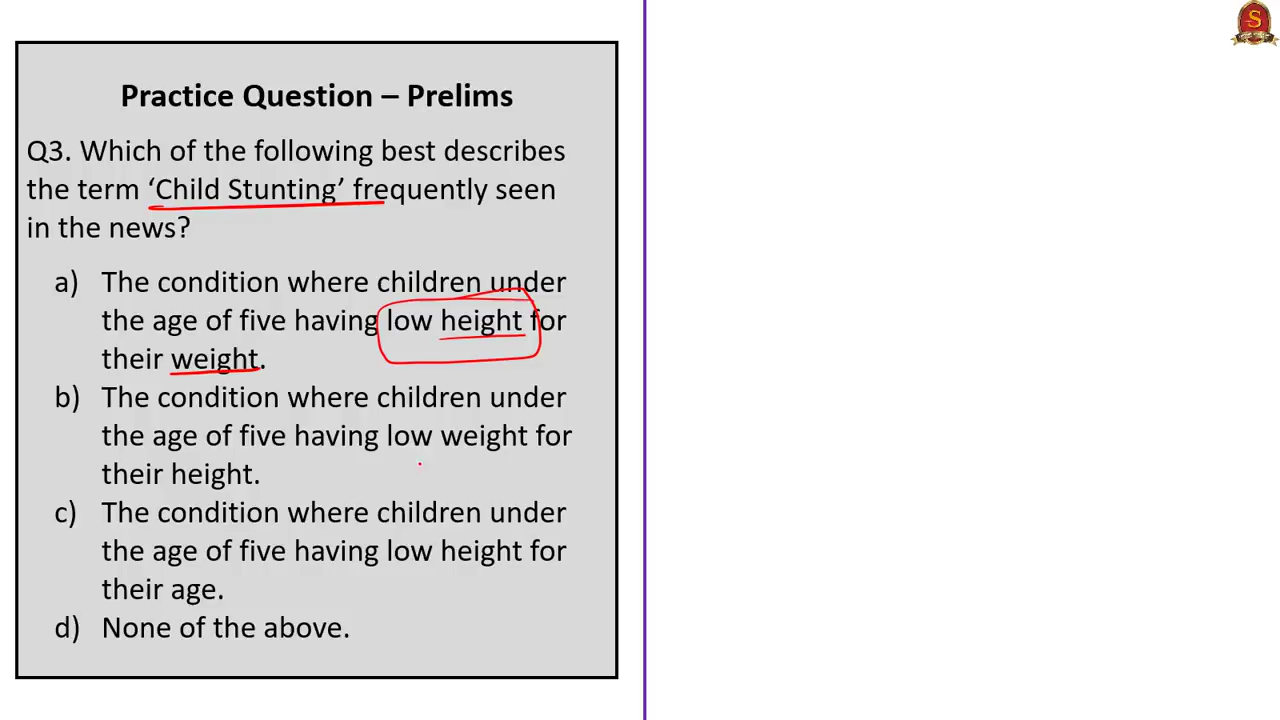 S
Practice Question – Prelims
Q3. Which of the following best describes
the term ‘Child Stunting’ frequently seen
in the news?
a) The condition where children under
the age of five having low height for
their weight.
b) The condition where children under
the age of five having low weight for
their height.
c) The condition where children under
the age of five having low height for
their age.
d) None of the above.